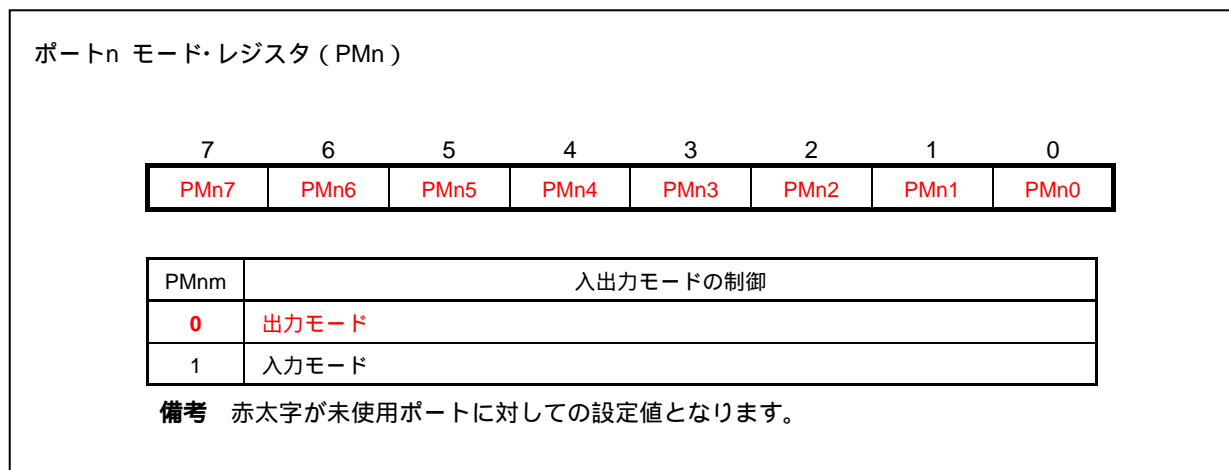 ポートn モード・レジスタ（PMn）
7 6 5 4 3 2 1 0
PMn7 PMn6 PMn5 PMn4 PMn3 PMn2 PMn1 PMn0
PMnm 入出力モードの制御
0 出力モード
1 入力モード
備考 赤太字が未使用ポートに対しての設定値となります。